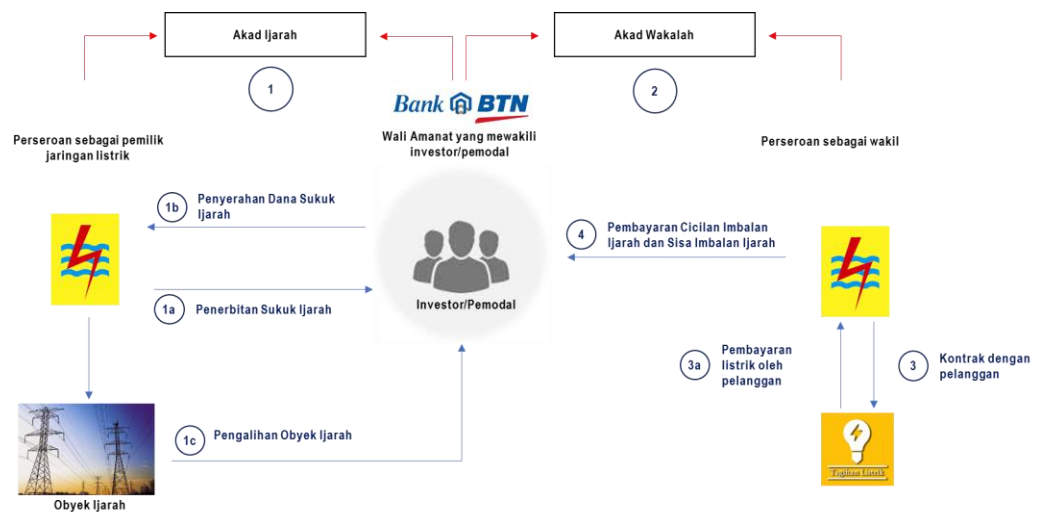 Akad Ijarah
Akad Wakalah
1
2
Bank BTN
Wali Amanat yang mewakili
investor/pemodal
Perseroan sebagai pemilik
jaringan listrik
Perseroan sebagai wakil
1b
Penyerahan Dana Sukuk
Ijarah
4
Pembayaran Cicilan Imbalan
Ijarah dan Sisa Imbalan Ijarah
1a
Penerbitan Sukuk Ijarah
Investor/Pemodal
3a
Pembayaran
listrik oleh
pelanggan
3
Kontrak dengan
pelanggan
1c
Pengalihan Obyek Ijarah
Tagihan Listrik
Obyek Ijarah